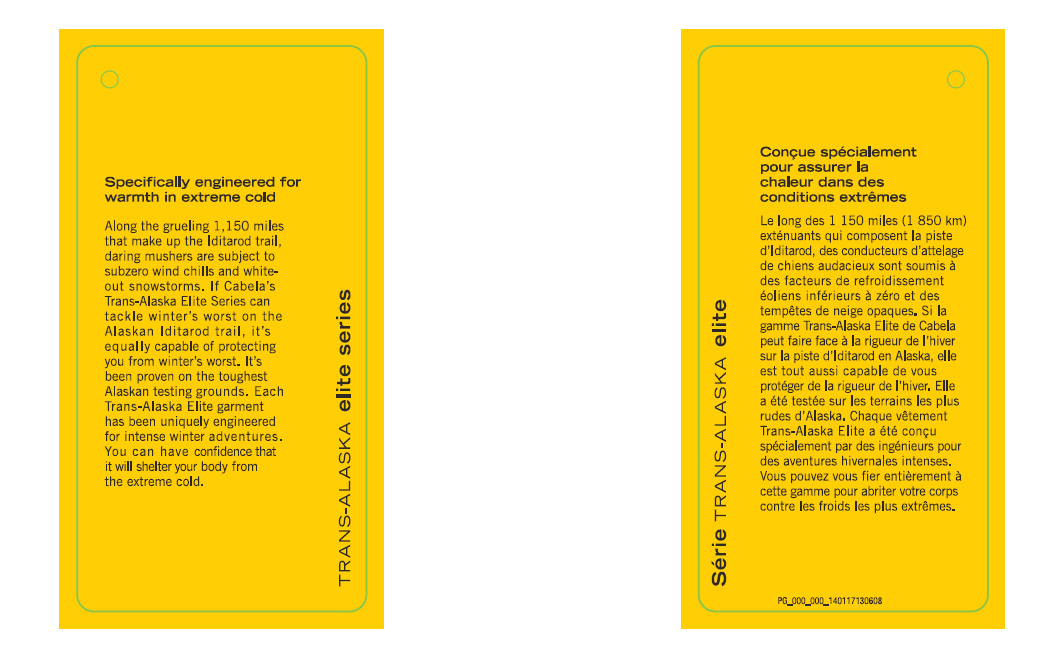 Specifically engineered for
warmth in extreme cold
Along the grueling 1,150 miles
that make up the Iditarod trail,
daring mushers are subject to
subzero wind chills and white-
out snowstorms. If Cabela's
Trans-Alaska Elite Series can
tackle winter's worst on the
Alaskan Iditarod trail, it's
equally capable of protecting
you from winter's worst. It's
been proven on the toughest
Alaskan testing grounds. Each
Trans-Alaska Elite garment
has been uniquely engineered
for intense winter adventures.
You can have confidence that
it will shelter your body from
the extreme cold.
TRANS-ALASKA elite series
Conçue spécialement
pour assurer la
chaleur dans des
conditions extrêmes
Le long des 1 150 miles (1 850 km)
exténuants qui composent la piste
d'Iditarod, des conducteurs d'attelage
de chiens audacieux sont soumis à
des facteurs de refroidissement
éoliens inférieurs à zéro et des
tempêtes de neige opaques. Si la
gamme Trans-Alaska Elite de Cabela
peut faire face à la rigueur de l'hiver
sur la piste d'Iditarod en Alaska, elle
est tout aussi capable de vous
protéger de la rigueur de l'hiver. Elle
a été testée sur les terrains les plus
rudes d'Alaska. Chaque vêtement
Trans-Alaska Elite a été conçu
spécialement par des ingénieurs pour
des aventures hivernales intenses.
Vous pouvez vous fier entièrement à
cette gamme pour abriter votre corps
contre les froids les plus extrêmes.
Série TRANS-ALASKA elite
PG_000_000_140117130608